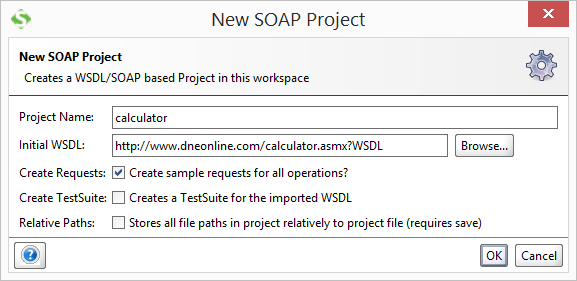 New SOAP Project
New SOAP Project
Creates a WSDL/SOAP based Project in this workspace
Project Name: calculator
Initial WSDL: http://www.dneonline.com/calculator.asmx?WSDL Browse...
Create Requests: Create sample requests for all operations?
Create TestSuite: Creates a TestSuite for the imported WSDL
Relative Paths: Stores all file paths in project relatively to project file (requires save)
? OK Cancel